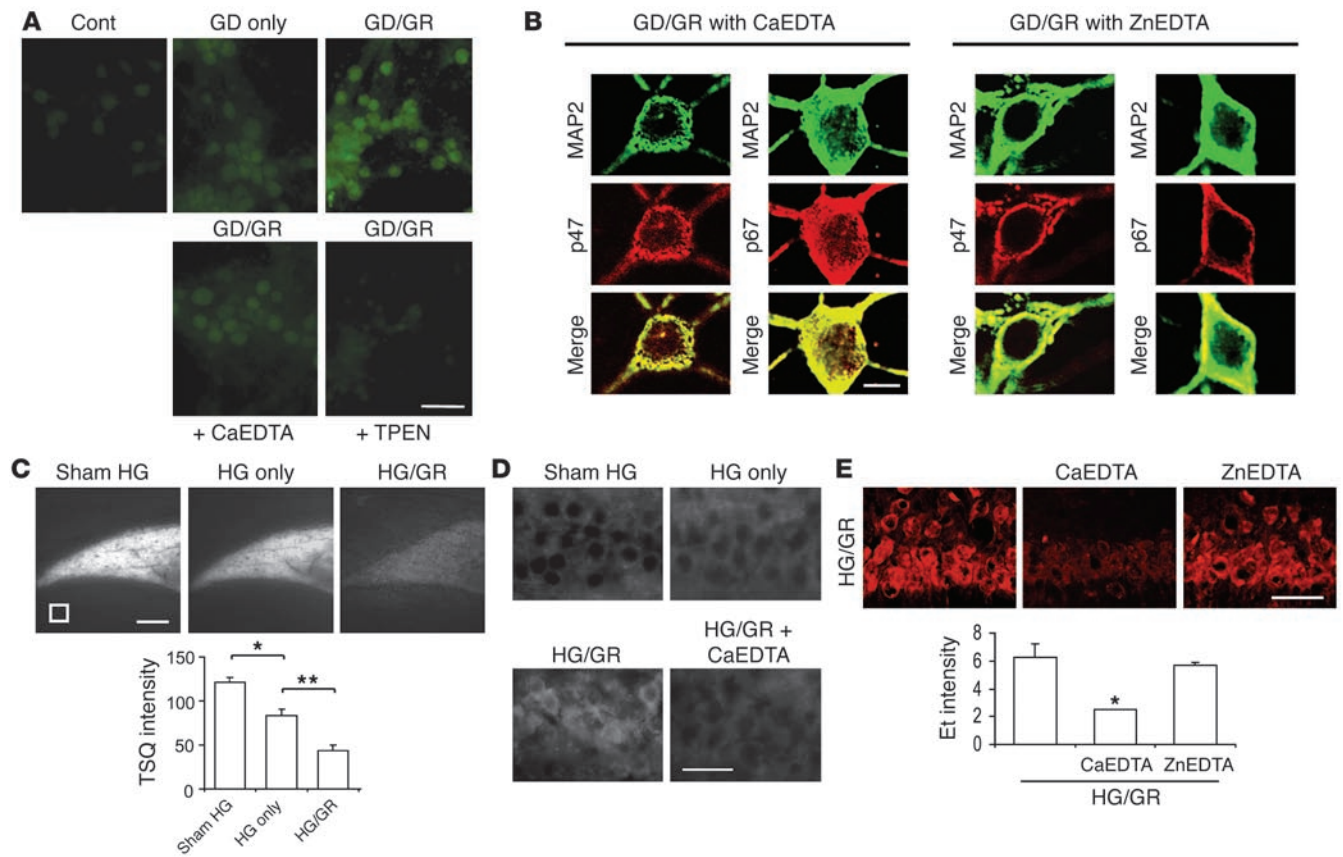 A
Cont
GD only
GD/GR
GD/GR
GD/GR
+ CaEDTA
+ TPEN
B
GD/GR with CaEDTA
GD/GR with ZnEDTA
MAP2
MAP2
MAP2
MAP2
p47
p67
p47
p67
Merge
Merge
Merge
Merge
C
Sham HG
HG only
HG/GR
TSQ intensity
150
100
50
0
*
**
Sham HG
HG only
HG/GR
D
Sham HG
HG only
HG/GR
HG/GR +
CaEDTA
E
CaEDTA
ZnEDTA
HG/GR
Et intensity
8
6
4
2
0
*
CaEDTA
ZnEDTA
HG/GR